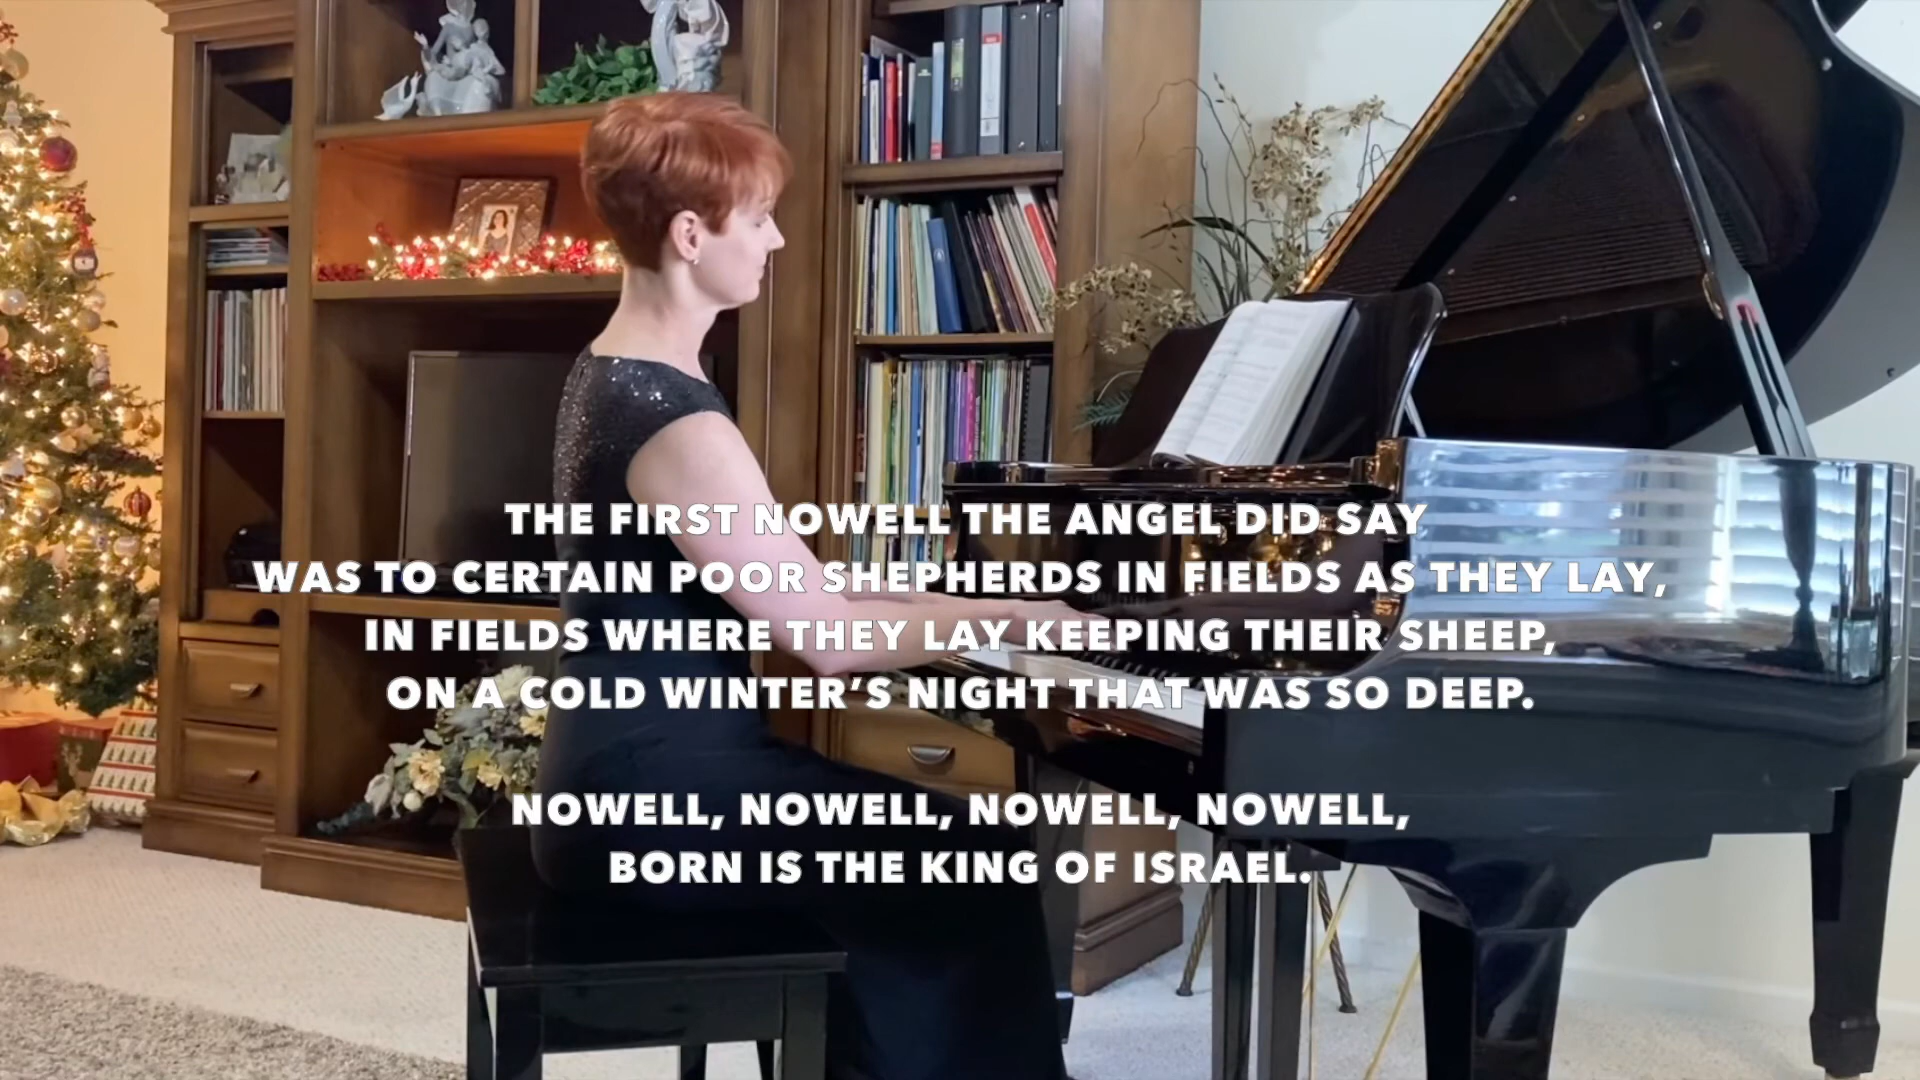 THE FIRST NOWELL THE ANGEL DID SAY
WAS TO CERTAIN POOR SHEPHERDS IN FIELDS AS THEY LAY,
IN FIELDS WHERE THEY LAY KEEPING THEIR SHEEP,
ON A COLD WINTER’S NIGHT THAT WAS SO DEEP.
NOWELL, NOWELL, NOWELL, NOWELL,
BORN IS THE KING OF ISRAEL.